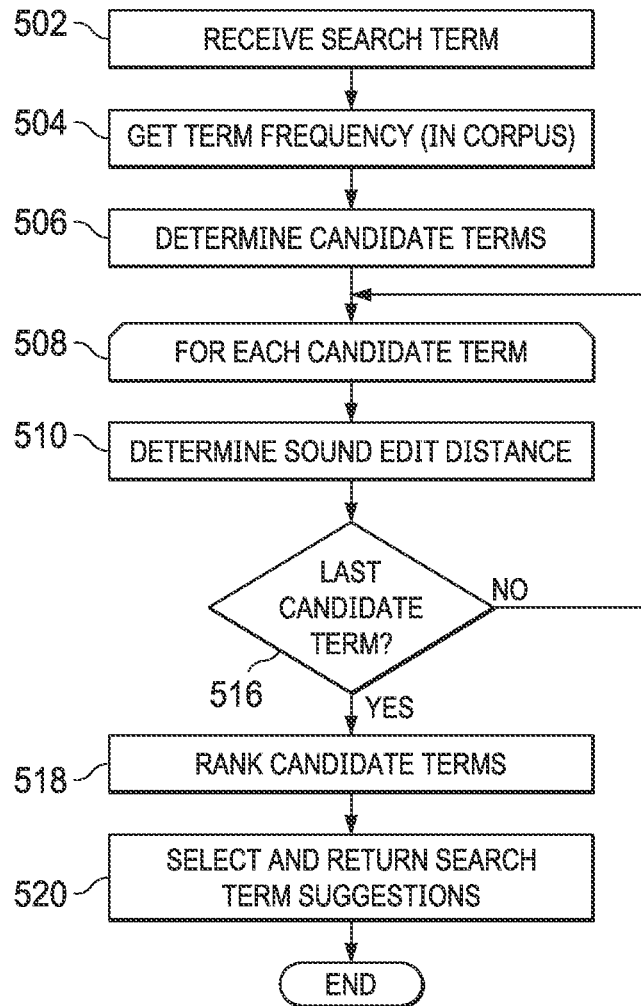 502
RECEIVE SEARCH TERM
504
GET TERM FREQUENCY (IN CORPUS)
506
DETERMINE CANDIDATE TERMS
508
FOR EACH CANDIDATE TERM
510
DETERMINE SOUND EDIT DISTANCE
LAST
CANDIDATE
TERM?
NO
516
YES
518
RANK CANDIDATE TERMS
520
SELECT AND RETURN SEARCH
TERM SUGGESTIONS
END